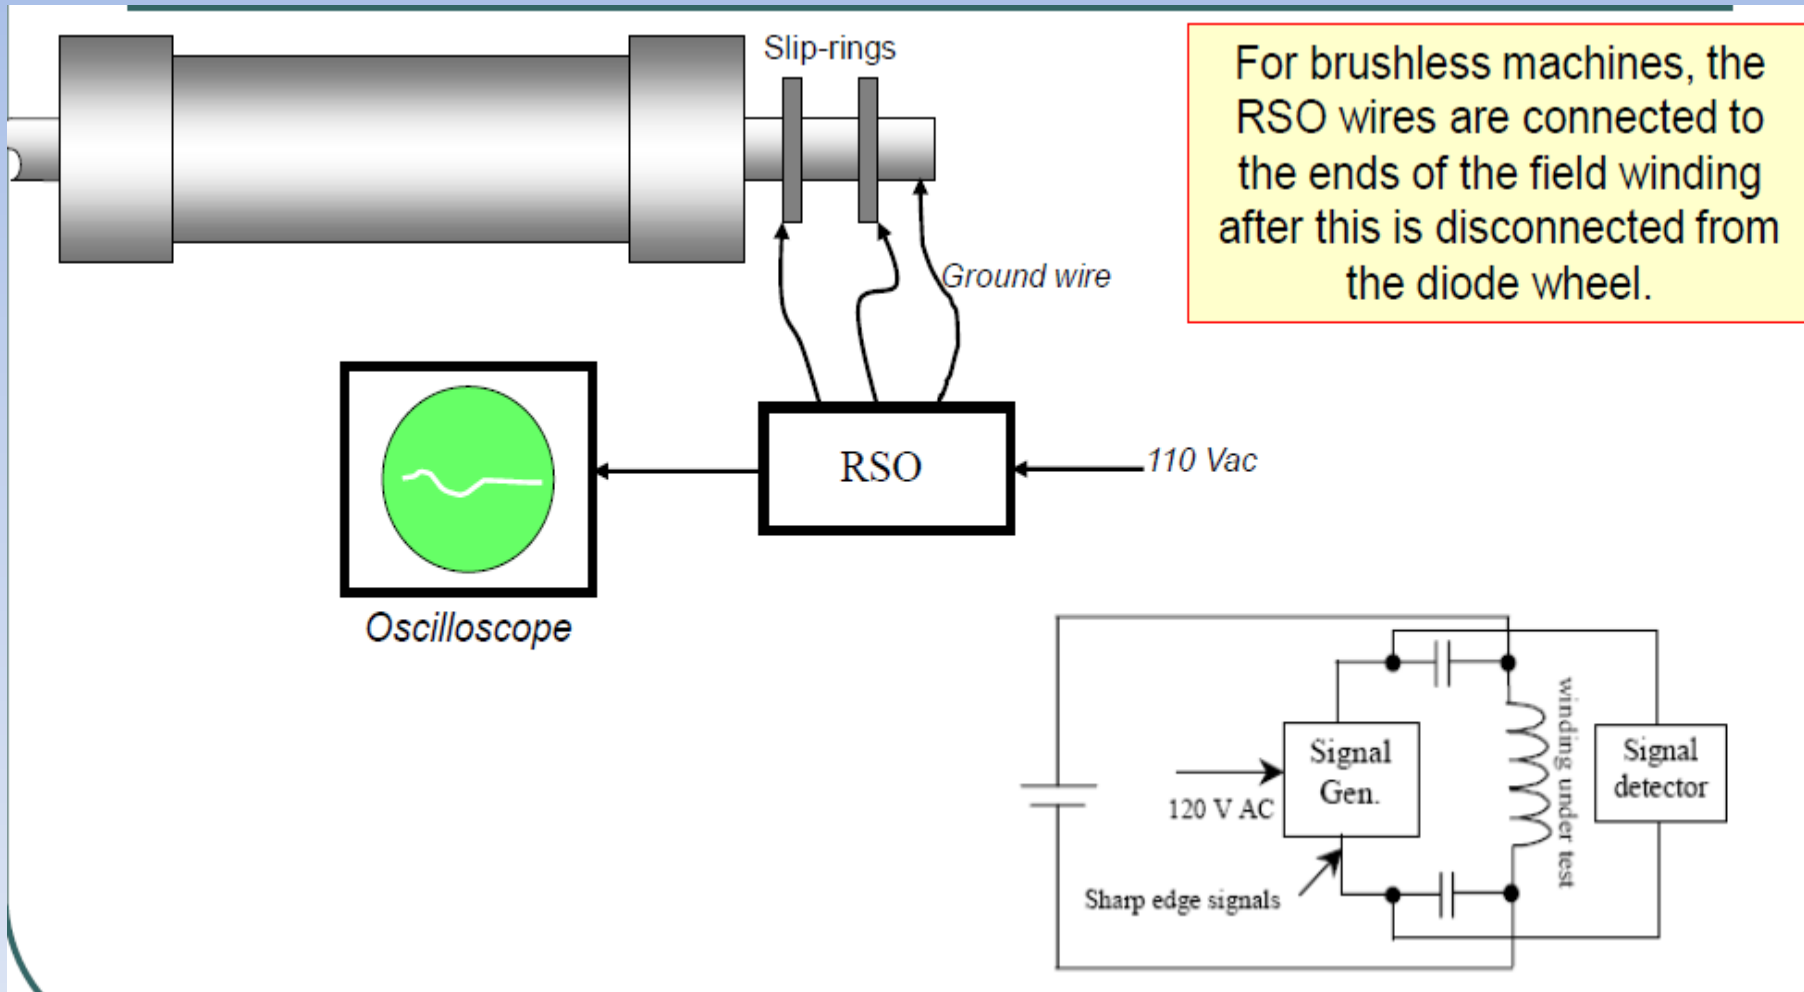 Slip-rings
For brushless machines, the
RSO wires are connected to
the ends of the field winding
after this is disconnected from
the diode wheel.
Ground wire
RSO
110 Vac
Oscilloscope
Signal
Gen.
120 V AC
Sharp edge signals
winding under test
Signal
detector